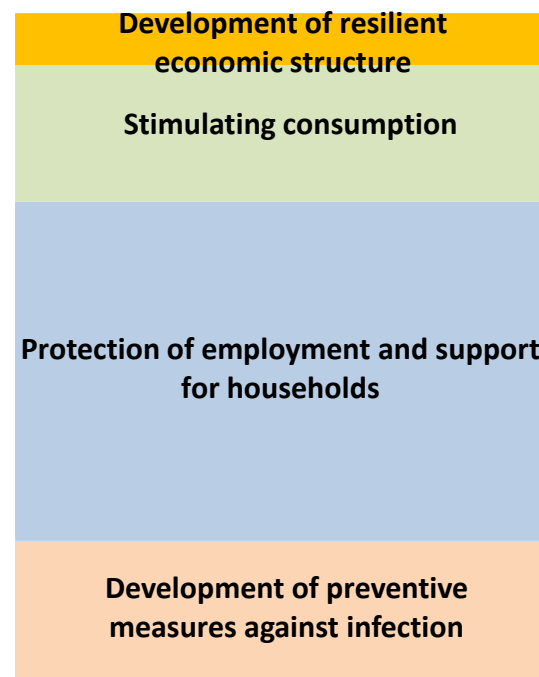 Development of resilient
economic structure
Stimulating consumption
Protection of employment and support
for households
Development of preventive
measures against infection